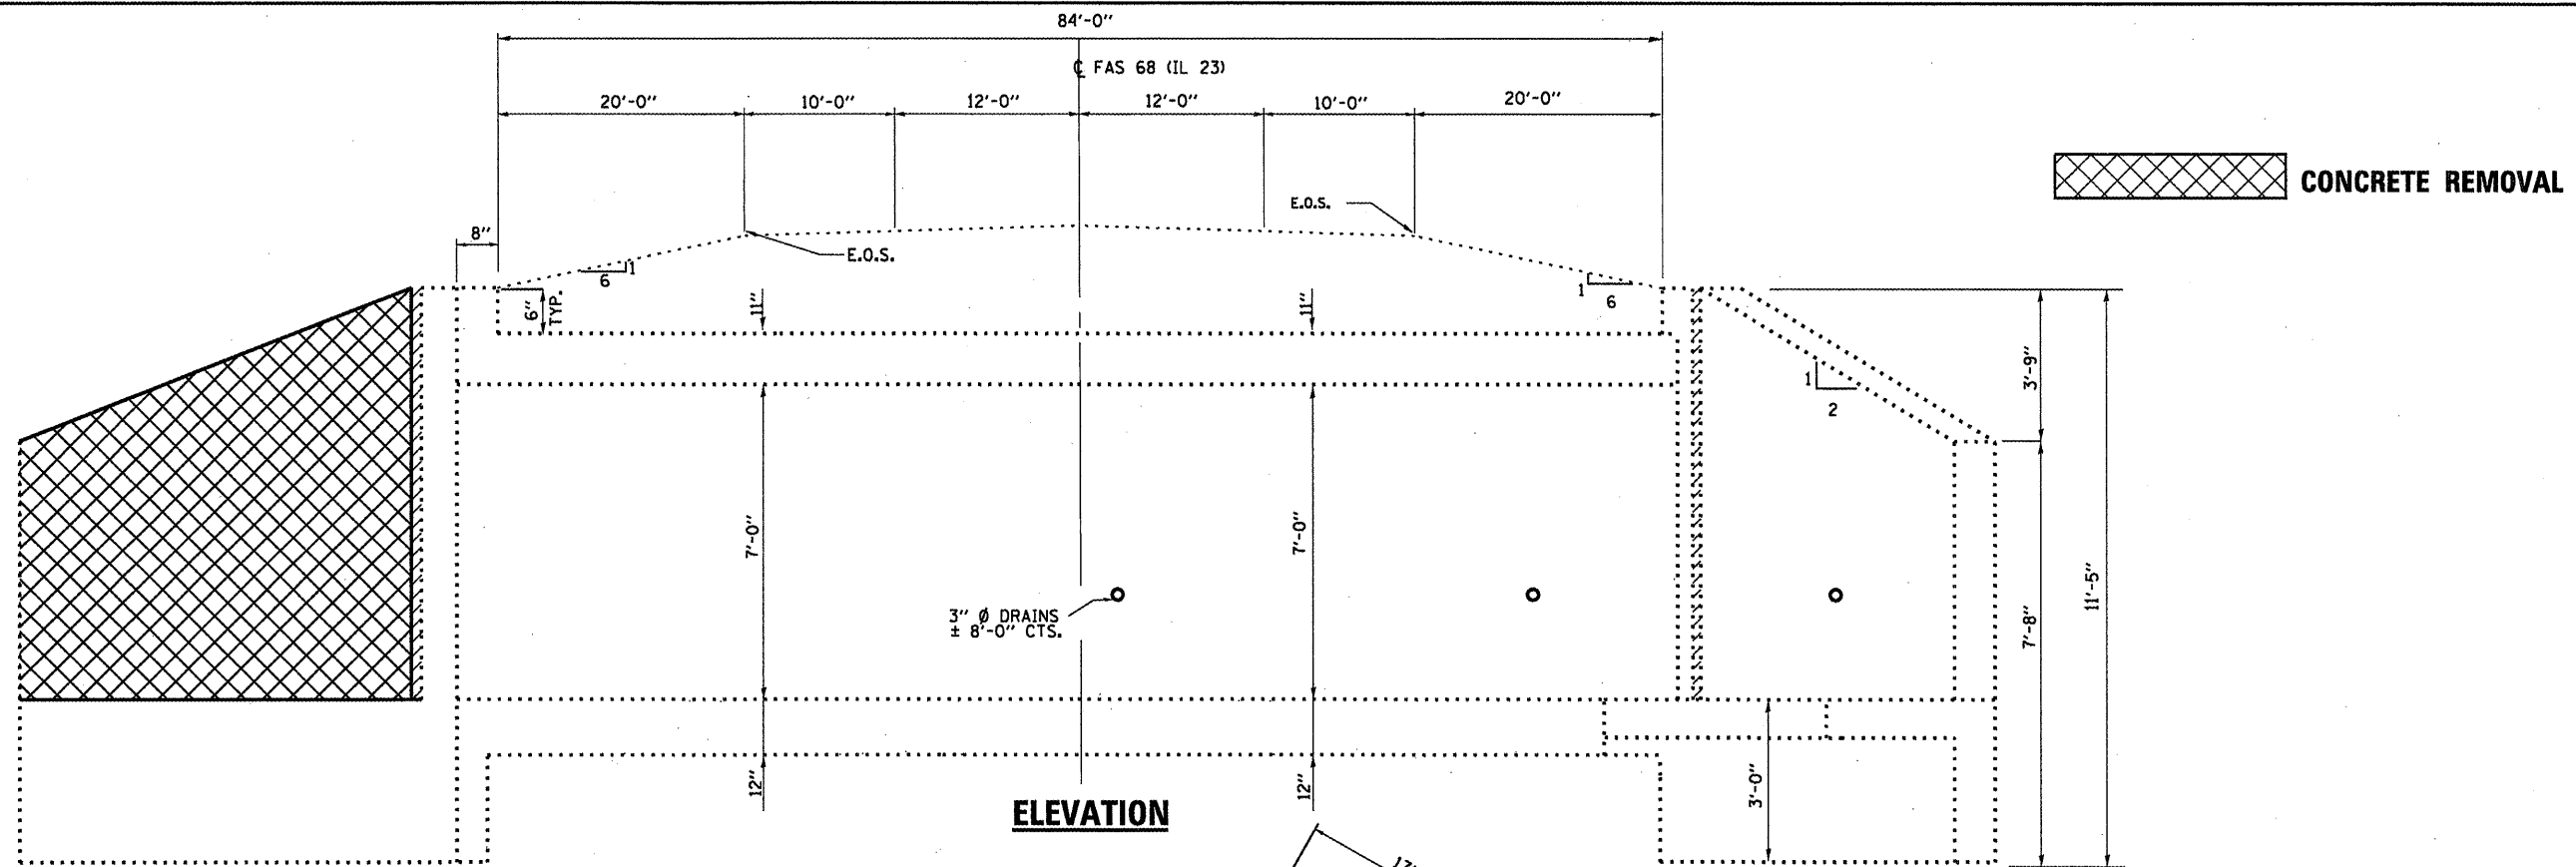 84'-0"
℄ FAS 68 (IL 23)
20'-0" 10'-0" 12'-0" 12'-0" 10'-0" 20'-0"
CONCRETE REMOVAL
E.O.S.
8"
E.O.S.
1
6
1
6
6"
TYP.
11"
11"
3'-9"
1
2
7'-0"
7'-0"
11'-5"
3" Ø DRAINS
± 8'-0" CTS.
7'-8"
12"
12"
3'-0"
ELEVATION